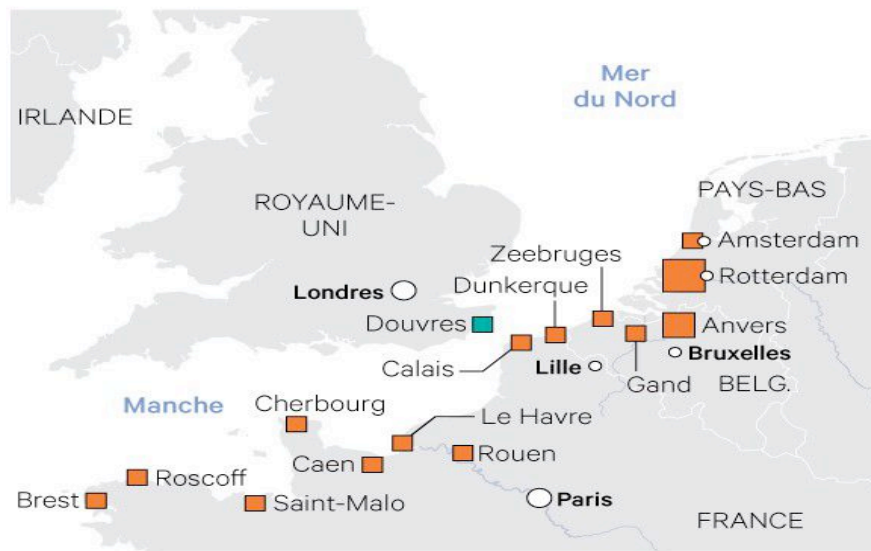 Mer
du Nord
IRLANDE
PAYS-BAS
ROYAUME-
UNI
Amsterdam
Zeebruges
Rotterdam
Dunkerque
Londres
Douvres
Anvers
Bruxelles
Calais
Lille
Gand
BELG.
Manche
Cherbourg
Le Havre
Rouen
Caen
Roscoff
Brest
Saint-Malo
Paris
FRANCE